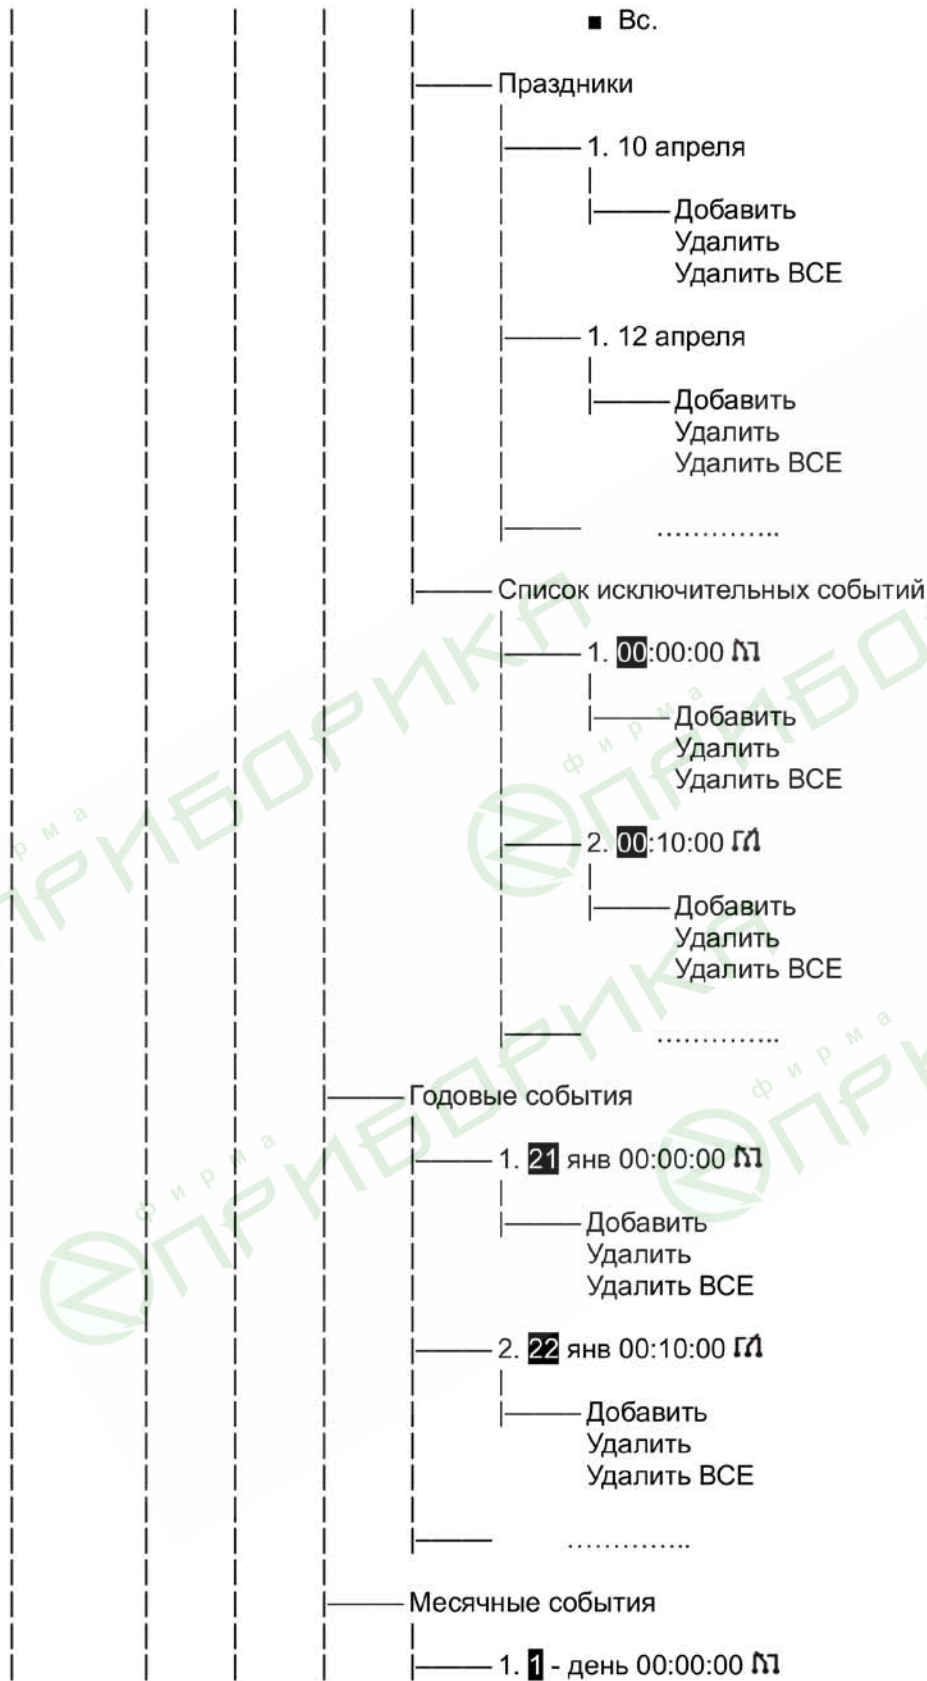 ■ Вс.
Праздники
1. 10 апреля
Добавить
Удалить
Удалить ВСЕ
1. 12 апреля
Добавить
Удалить
Удалить ВСЕ
..............
Список исключительных событий
1. 00:00:00
Добавить
Удалить
Удалить ВСЕ
2. 00:10:00
Добавить
Удалить
Удалить ВСЕ
..............
Годовые события
1. 21 янв 00:00:00
Добавить
Удалить
Удалить ВСЕ
2. 22 янв 00:10:00
Добавить
Удалить
Удалить ВСЕ
..............
Месячные события
1. 1 - день 00:00:00
фирма
ПРИБОРИКА